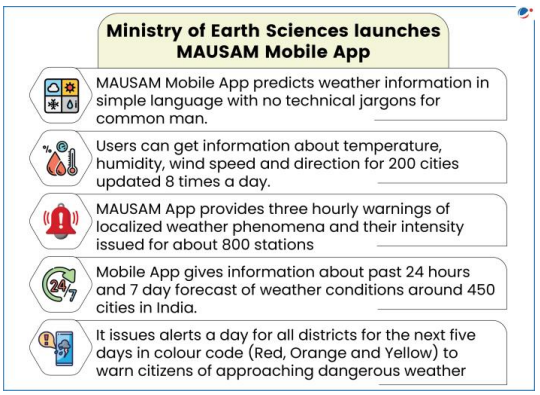 Ministry of Earth Sciences launches
MAUSAM Mobile App
MAUSAM Mobile App predicts weather information in
simple language with no technical jargons for
common man.
Users can get information about temperature,
humidity, wind speed and direction for 200 cities
updated 8 times a day.
MAUSAM App provides three hourly warnings of
localized weather phenomena and their intensity
issued for about 800 stations
Mobile App gives information about past 24 hours
and 7 day forecast of weather conditions around 450
cities in India.
24/7
It issues alerts a day for all districts for the next five
days in colour code (Red, Orange and Yellow) to
warn citizens of approaching dangerous weather